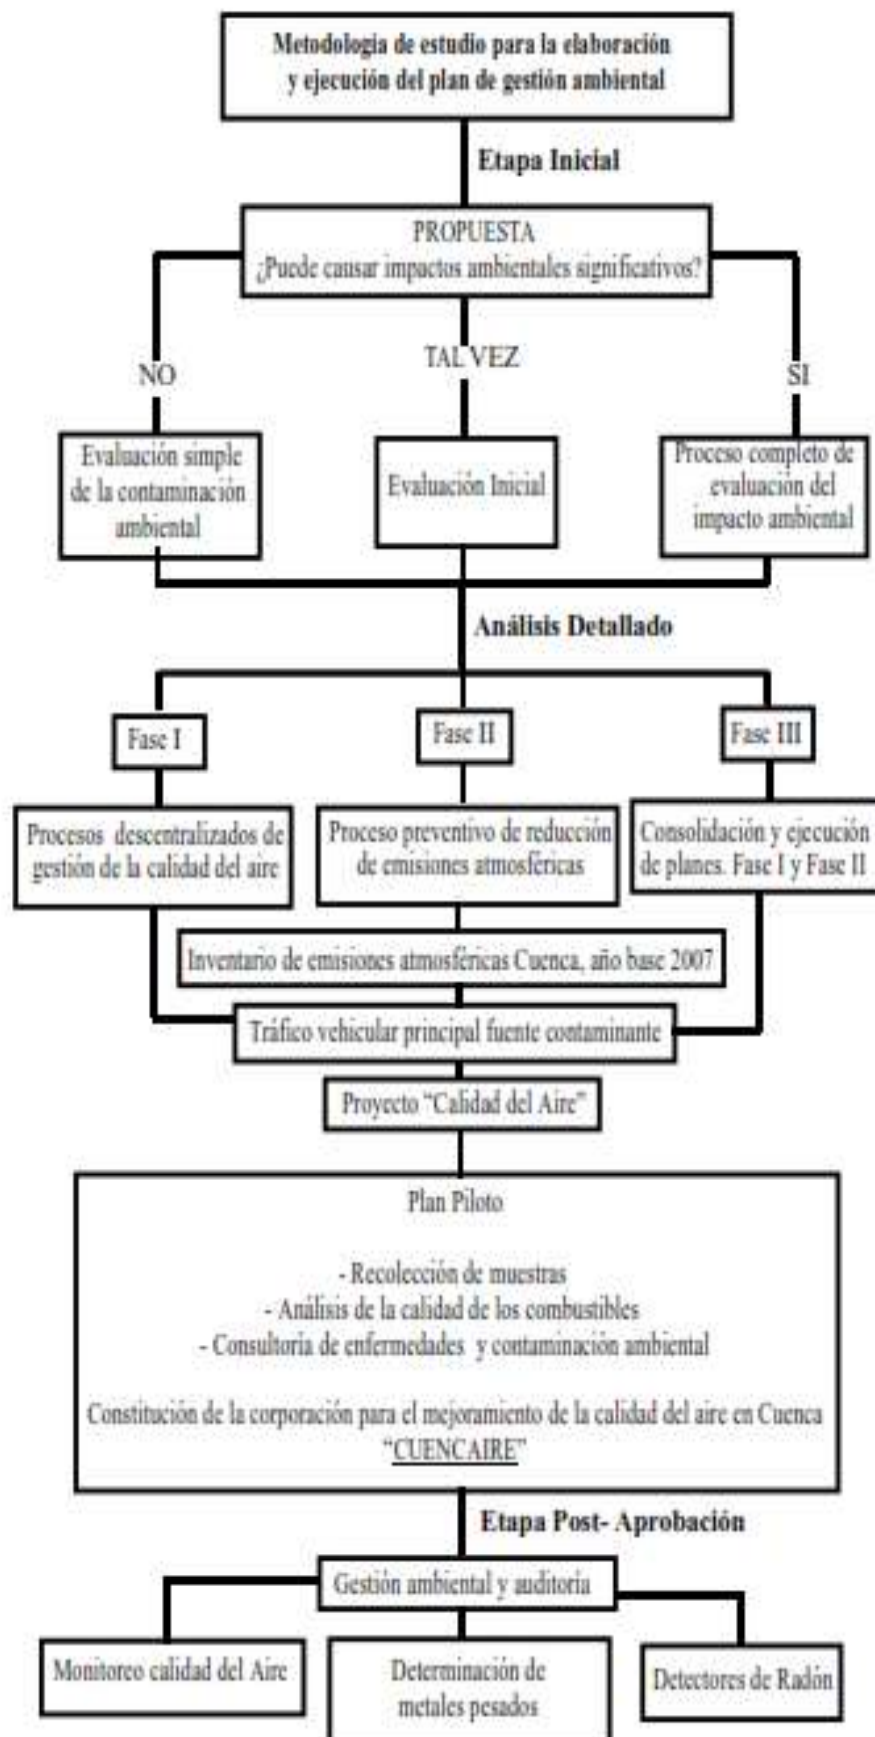 Metodología de estudio para la elaboración
y ejecución del plan de gestión ambiental
Etapa Inicial
PROPUESTA
¿Puede causar impactos ambientales significativos?
NO
TAL VEZ
SI
Evaluación simple
de la contaminación
ambiental
Evaluación Inicial
Proceso completo de
evaluación del
impacto ambiental
Análisis Detallado
Fase I
Fase II
Fase III
Procesos descentralizados de
gestión de la calidad del aire
Proceso preventivo de reducción
de emisiones atmosféricas
Consolidación y ejecución
de planes. Fase I y Fase II
Inventario de emisiones atmosféricas Cuenca, año base 2007
Tráfico vehicular principal fuente contaminante
Proyecto “Calidad del Aire”
Plan Piloto
- Recolección de muestras
- Análisis de la calidad de los combustibles
- Consultoria de enfermedades y contaminación ambiental
Constitución de la corporación para el mejoramiento de la calidad del aire en Cuenca
“CUENCAIRE”
Etapa Post- Aprobación
Gestión ambiental y auditoría
Monitoreo calidad del Aire
Determinación de
metales pesados
Detectores de Radón